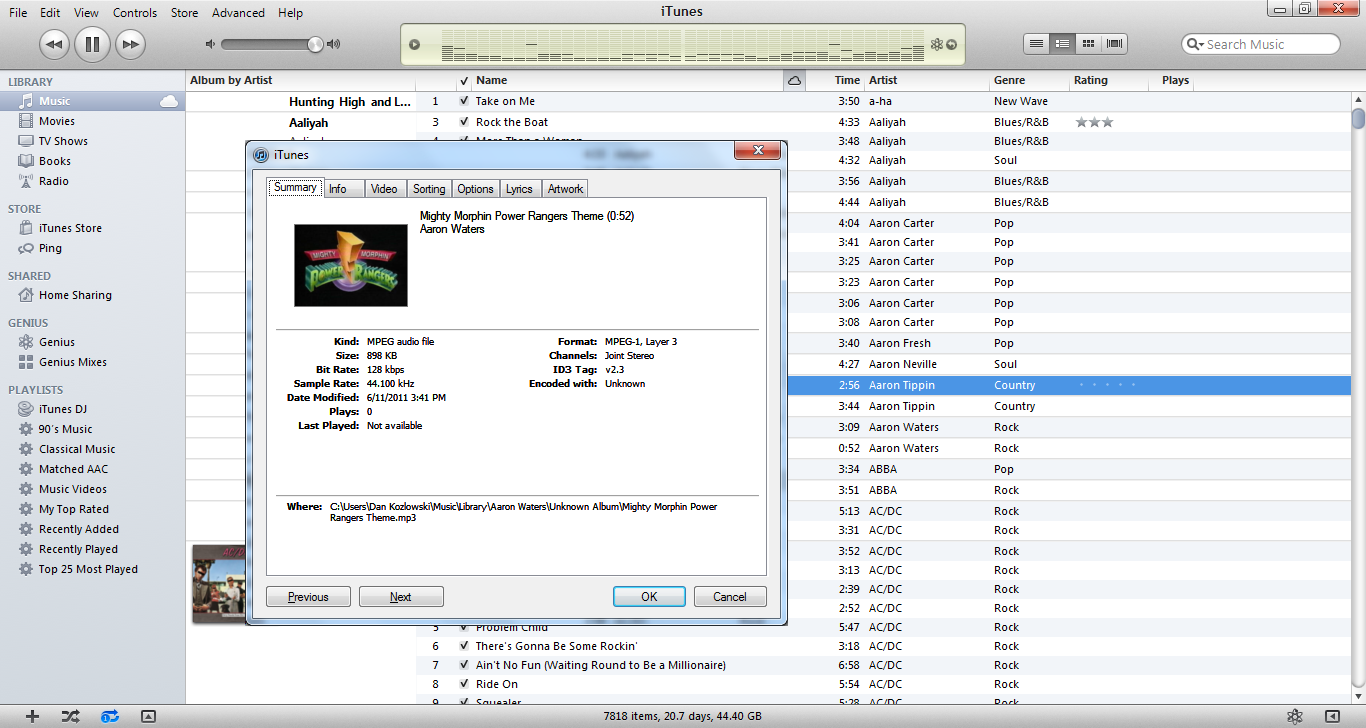 File Edit View Controls Store Advanced Help
iTunes
Search Music
LIBRARY
Music
Movies
TV Shows
Books
Radio
STORE
iTunes Store
Ping
SHARED
Home Sharing
GENIUS
Genius
Genius Mixes
PLAYLISTS
iTunes DJ
90's Music
Classical Music
Matched AAC
Music Videos
My Top Rated
Recently Added
Recently Played
Top 25 Most Played
Album by Artist Name Time Artist Genre Rating Plays
Hunting High and L... 1 Take on Me 3:50 a-ha New Wave
Aaliyah 3 Rock the Boat 4:33 Aaliyah Blues/R&B
Aaliyah 4 More Than a Woman 3:48 Aaliyah Blues/R&B
4:32 Aaliyah Soul
3:56 Aaliyah Blues/R&B
4:44 Aaliyah Blues/R&B
4:04 Aaron Carter Pop
3:41 Aaron Carter Pop
3:25 Aaron Carter Pop
3:23 Aaron Carter Pop
3:06 Aaron Carter Pop
3:08 Aaron Carter Pop
3:40 Aaron Fresh Pop
4:27 Aaron Neville Soul
2:56 Aaron Tippin Country
3:44 Aaron Tippin Country
3:09 Aaron Waters Rock
0:52 Aaron Waters Rock
3:34 ABBA Pop
3:51 ABBA Rock
5:13 AC/DC Rock
3:31 AC/DC Rock
3:52 AC/DC Rock
3:13 AC/DC Rock
2:39 AC/DC Rock
2:52 AC/DC Rock
5 Problem Child 5:47 AC/DC Rock
6 There's Gonna Be Some Rockin' 3:18 AC/DC Rock
7 Ain't No Fun (Waiting Round to Be a Millionaire) 6:58 AC/DC Rock
8 Ride On 5:54 AC/DC Rock
9 Squealer 5:28 AC/DC Rock
AC/DC
iTunes
Summary Info Video Sorting Options Lyrics Artwork
MIGHTY MORPHIN
POWER RANGERS
Mighty Morphin Power Rangers Theme (0:52)
Aaron Waters
Kind: MPEG audio file
Size: 898 KB
Bit Rate: 128 kbps
Sample Rate: 44.100 kHz
Date Modified: 6/11/2011 3:41 PM
Plays: 0
Last Played: Not available
Format: MPEG-1, Layer 3
Channels: Joint Stereo
ID3 Tag: v2.3
Encoded with: Unknown
Where: C:\Users\Dan Kozlowski\Music\Library\Aaron Waters\Unknown Album\Mighty Morphin Power
Rangers Theme.mp3
Previous Next OK Cancel
7818 items, 20.7 days, 44.40 GB